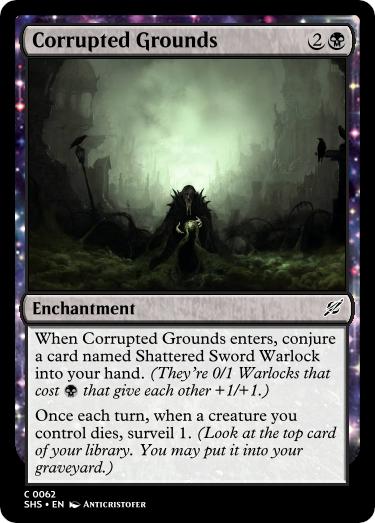 Corrupted Grounds 2
Enchantment
When Corrupted Grounds enters, conjure
a card named Shattered Sword Warlock
into your hand. (They're 0/1 Warlocks that
cost that give each other +1/+1.)
Once each turn, when a creature you
control dies, surveil 1. (Look at the top card
of your library. You may put it into your
graveyard.)
C 0062
SHS • EN Anticristofer